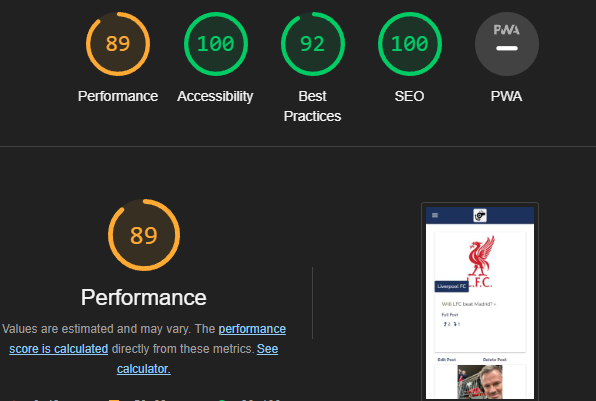 89
100
92
100
PWA
Performance
Accessibility
Best
Practices
SEO
PWA
89
Performance
Values are estimated and may vary. The performance
score is calculated directly from these metrics. See
calculator.
L.F.C.
Liverpool FC
Will LFC beat Madrid? •
Full Post
Edit Post
Delete Post